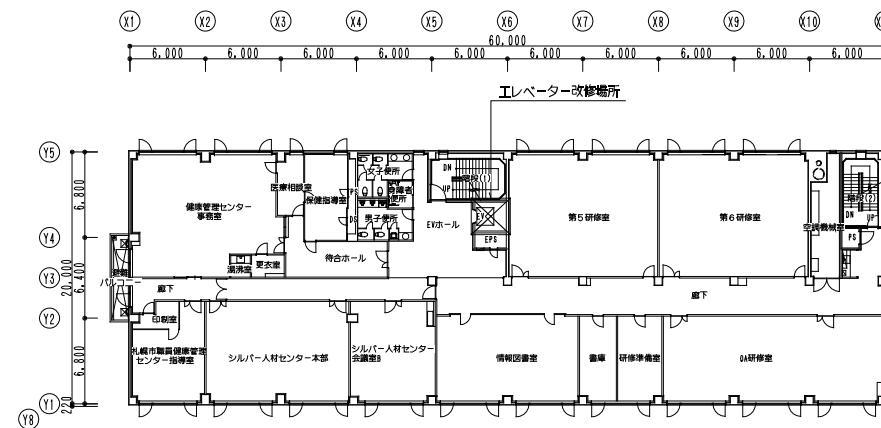 X1 X2 X3 X4 X5 X6 X7 X8 X9 X10
60.000
6.000 6.000 6.000 6.000 6.000 6.000 6.000 6.000 6.000
エレベーター改修場所
Y5
Y4
Y3
Y2
Y1
Y8
6.800
6.400
6.800
20.000
220
健康管理センター
事務室
医療相談室
保健指導室
PS
DS
女子便所
身障者
便所
男子便所
DN
階段(1)
UP
EVホール
EV
EPS
第5研修室
第6研修室
空調機械室
階段(2)
DN
UP
PS
湯沸室
更衣室
待合ホール
避難
バルコニー
廊下
廊下
印刷室
札幌市職員健康管理
センター指導室
シルバー人材センター本部
シルバー人材センター
会議室B
情報図書室
書庫
研修準備室
OA研修室